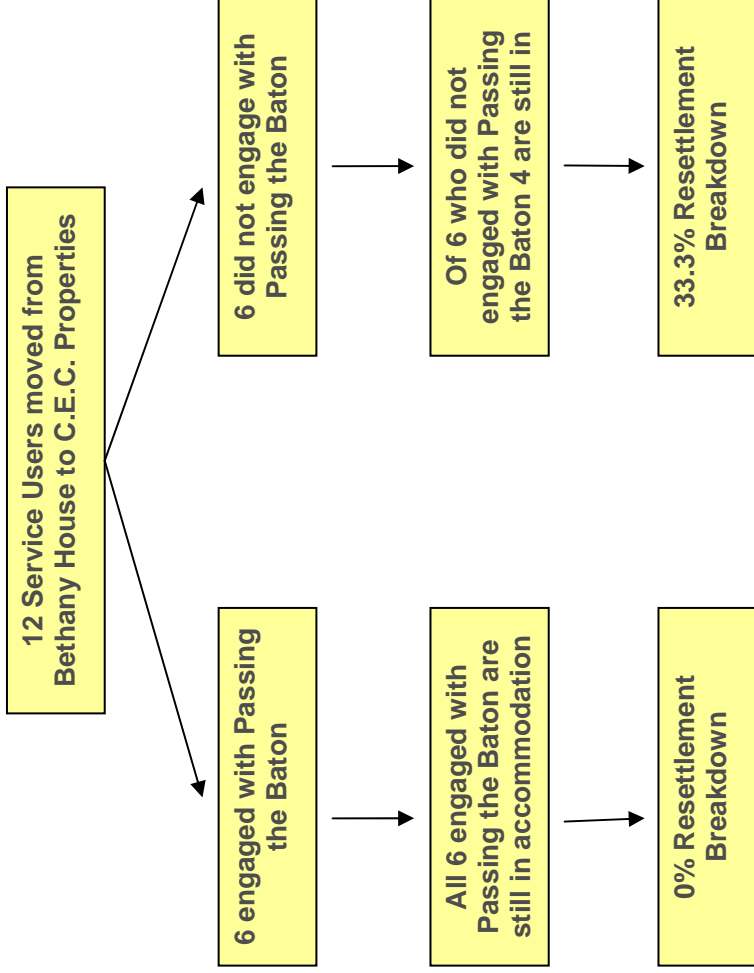 12 Service Users moved from
Bethany House to C.E.C. Properties
6 engaged with Passing
the Baton
6 did not engage with
Passing the Baton
All 6 engaged with
Passing the Baton are
still in accommodation
Of 6 who did not
engaged with Passing
the Baton 4 are still in
0% Resettlement
Breakdown
33.3% Resettlement
Breakdown